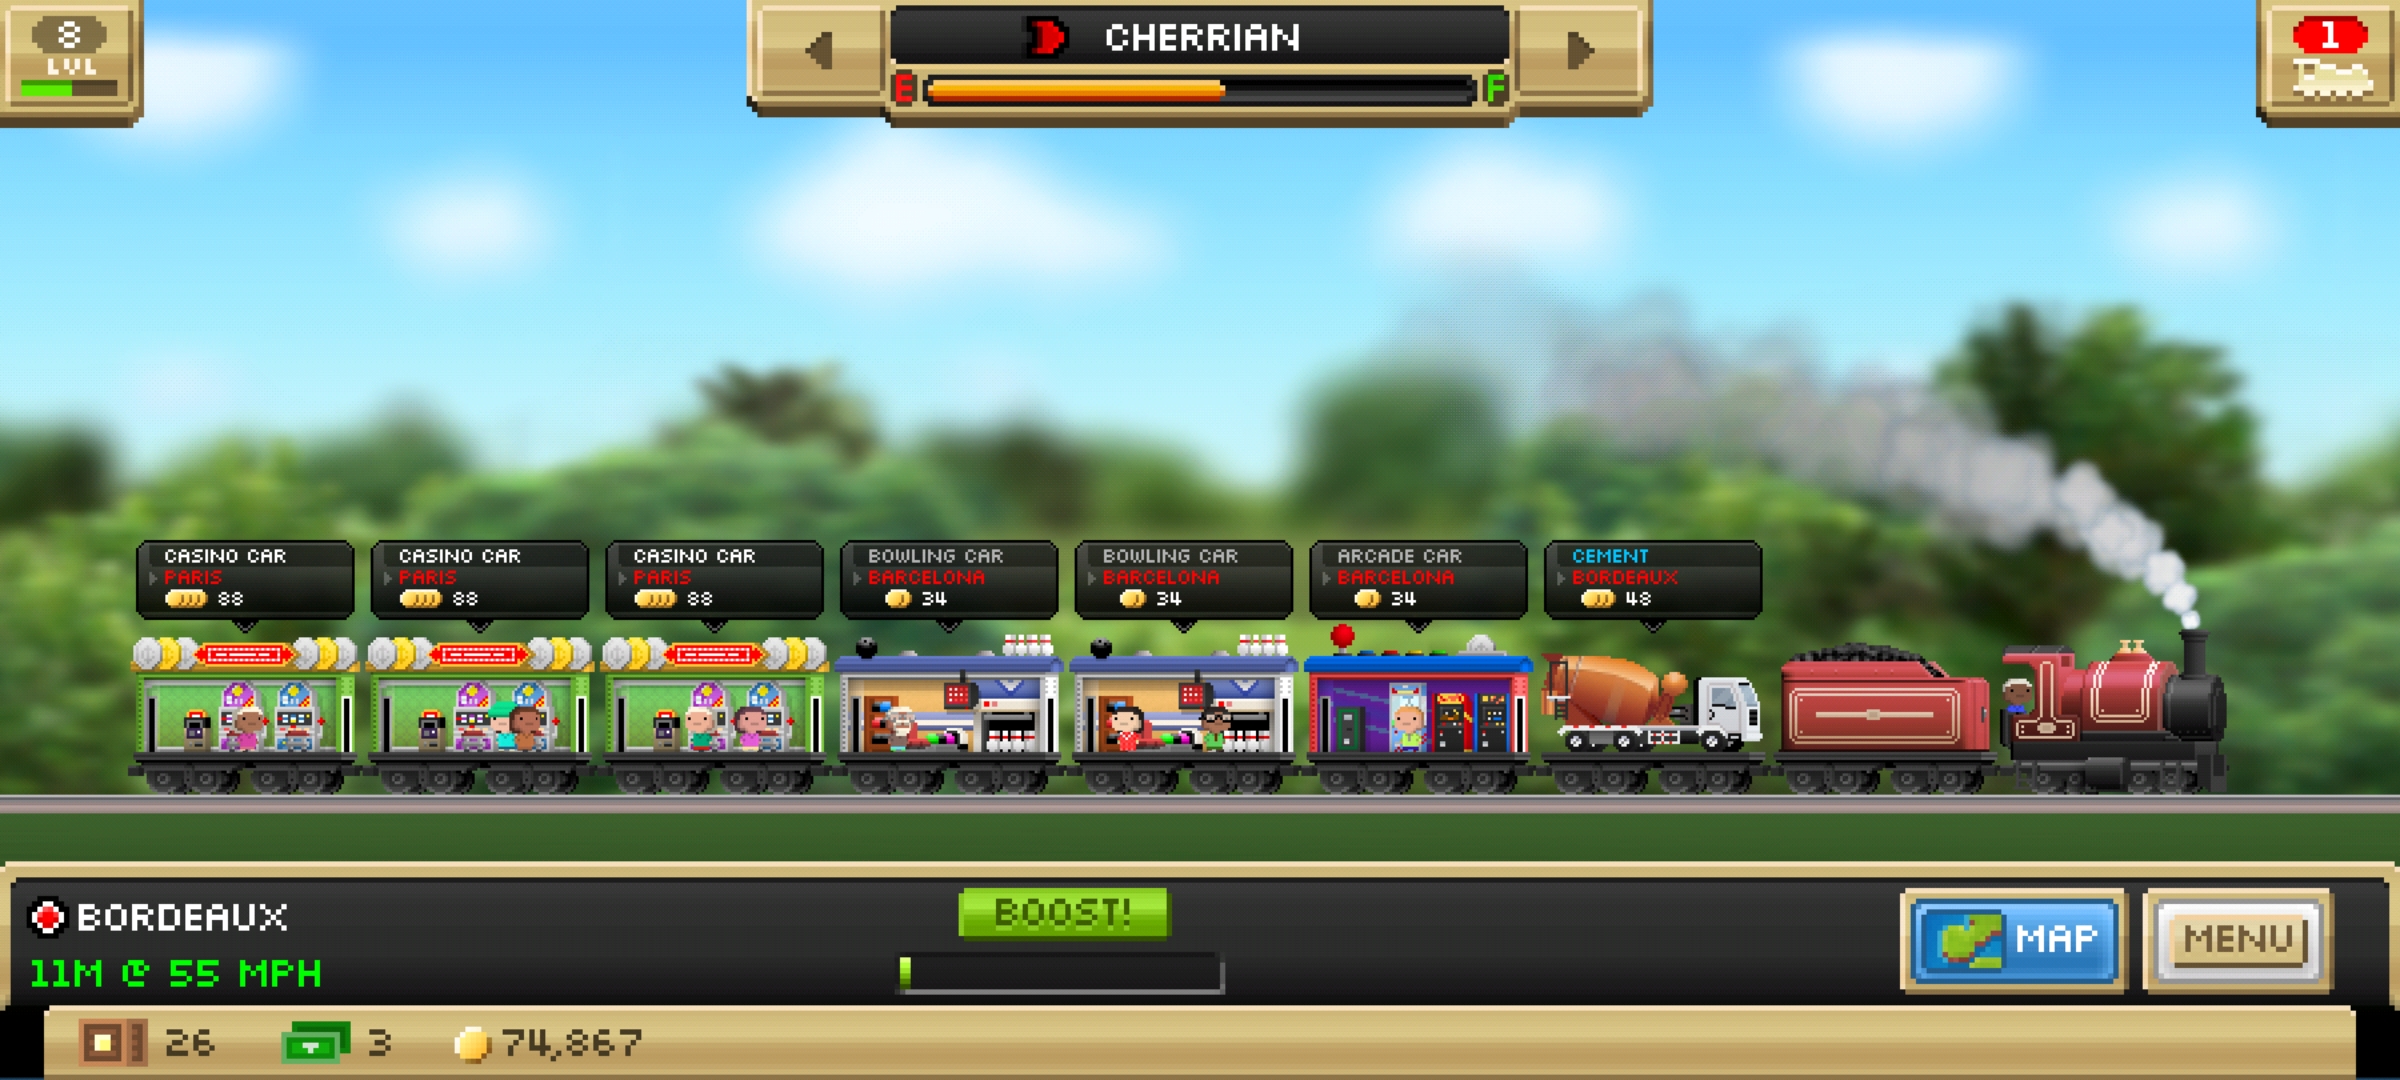 8
LVL
CHERRIAN
E
F
1
CASINO CAR
PARIS
88
CASINO CAR
PARIS
88
CASINO CAR
PARIS
88
BOWLING CAR
BARCELONA
34
BOWLING CAR
BARCELONA
34
ARCADE CAR
BARCELONA
34
CEMENT
BORDEAUX
48
BORDEAUX
11M @ 55 MPH
BOOST!
MAP
MENU
26
3
74,867